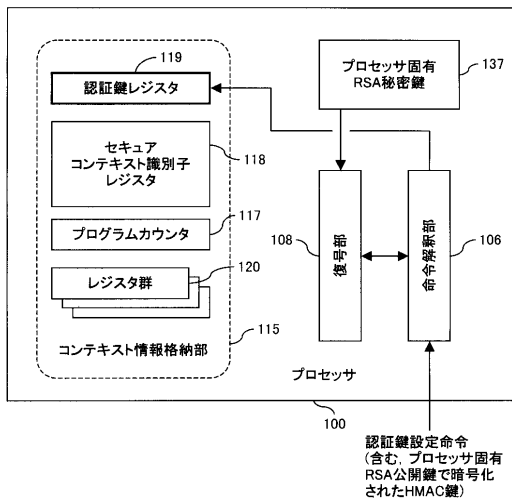 119
認証鍵レジスタ
プロセッサ固有
RSA秘密鍵
137
セキュア
コンテキスト識別子
レジスタ
118
プログラムカウンタ
117
レジスタ群
120
108
復号部
命令解釈部
106
コンテキスト情報格納部
115
プロセッサ
100
認証鍵設定命令
(含む, プロセッサ固有
RSA公開鍵で暗号化
されたHMAC鍵)